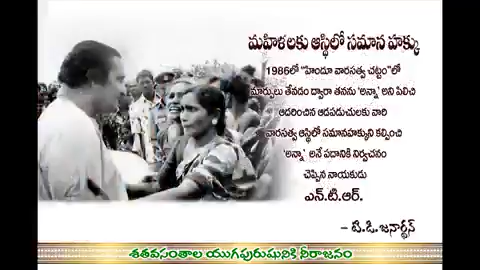 మహిళలకు ఆస్థిలో సమాన హక్కు
1986లో "హిందూ వారసత్వ చట్టం"లో
మార్పులు తేవడం ద్వారా తనను 'అన్నా' అని పిలిచి
ఆదరించిన ఆడపడుచులకు వారి
వారసత్వ ఆస్థిలో సమానహక్కుని కల్పించి
'అన్నా' అనే పదానికి నిర్వచనం
చెప్పిన నాయకుడు
ఎన్.టి.ఆర్.
– టి.డి.జనార్థన్
శతవసంతాల యుగపురుషునికి నీరాజనం